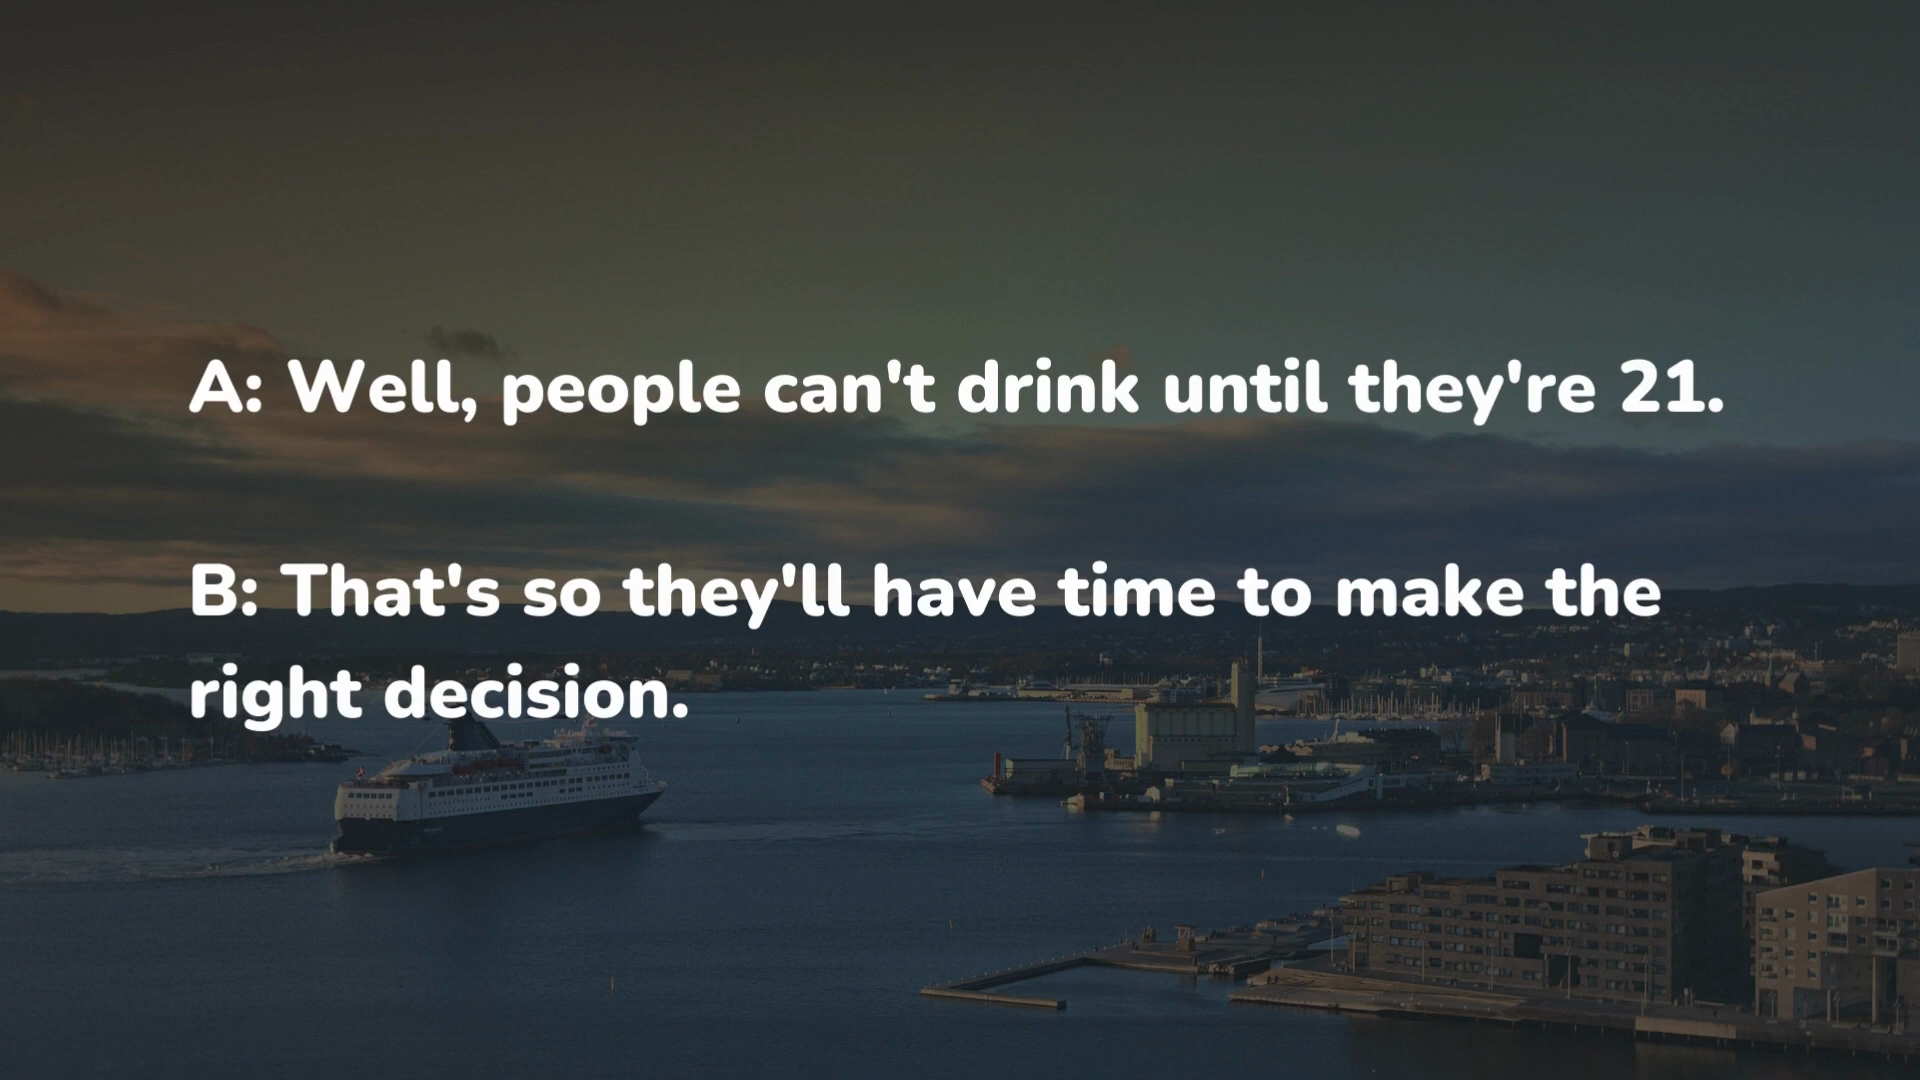 A: Well, people can't drink until they're 21.
B: That's so they'll have time to make the
right decision.